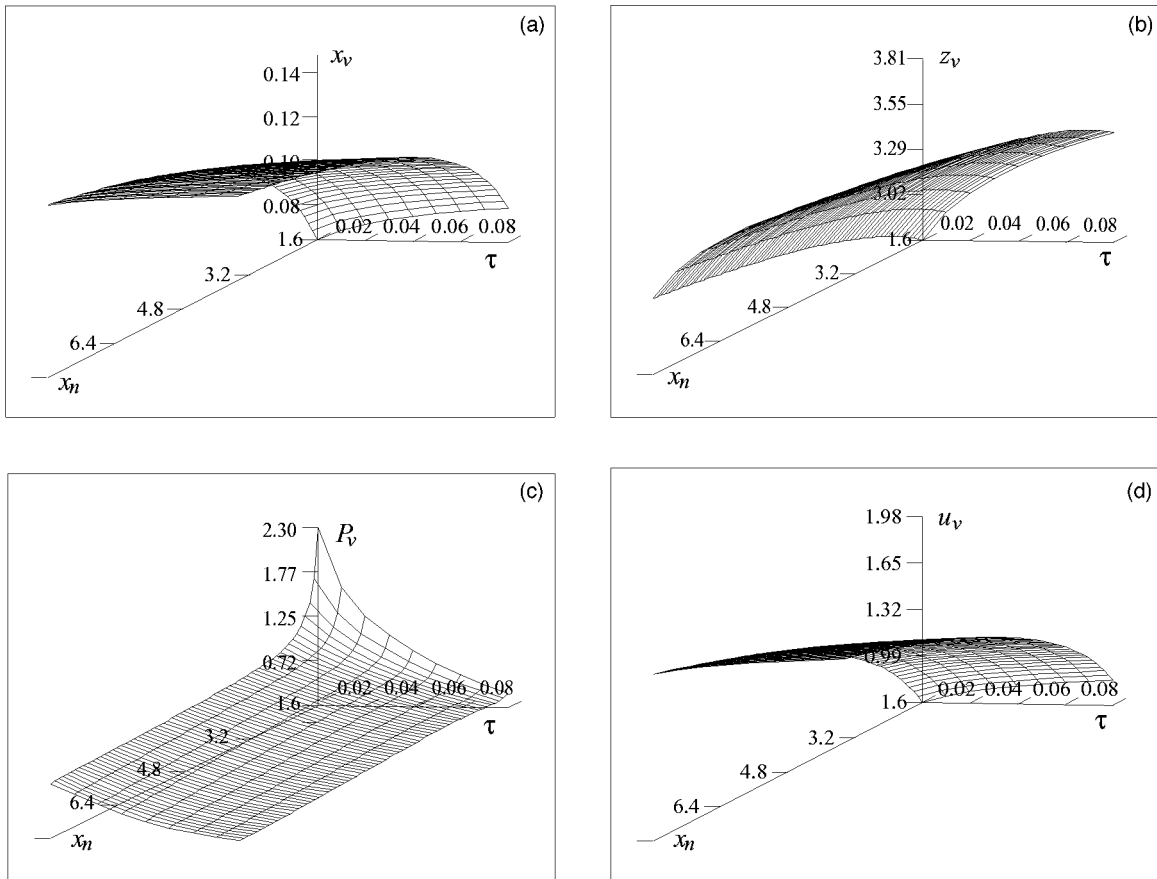 (a)
x_v
0.14
0.12
0.10
0.08
1.6
0.02 0.04 0.06 0.08
τ
3.2
4.8
6.4
x_n
(b)
3.81 z_v
3.55
3.29
3.02
1.6
0.02 0.04 0.06 0.08
τ
3.2
4.8
6.4
x_n
(c)
2.30 P_v
1.77
1.25
0.72
1.6
0.02 0.04 0.06 0.08
τ
3.2
4.8
6.4
x_n
(d)
1.98 u_v
1.65
1.32
0.99
1.6
0.02 0.04 0.06 0.08
τ
3.2
4.8
6.4
x_n